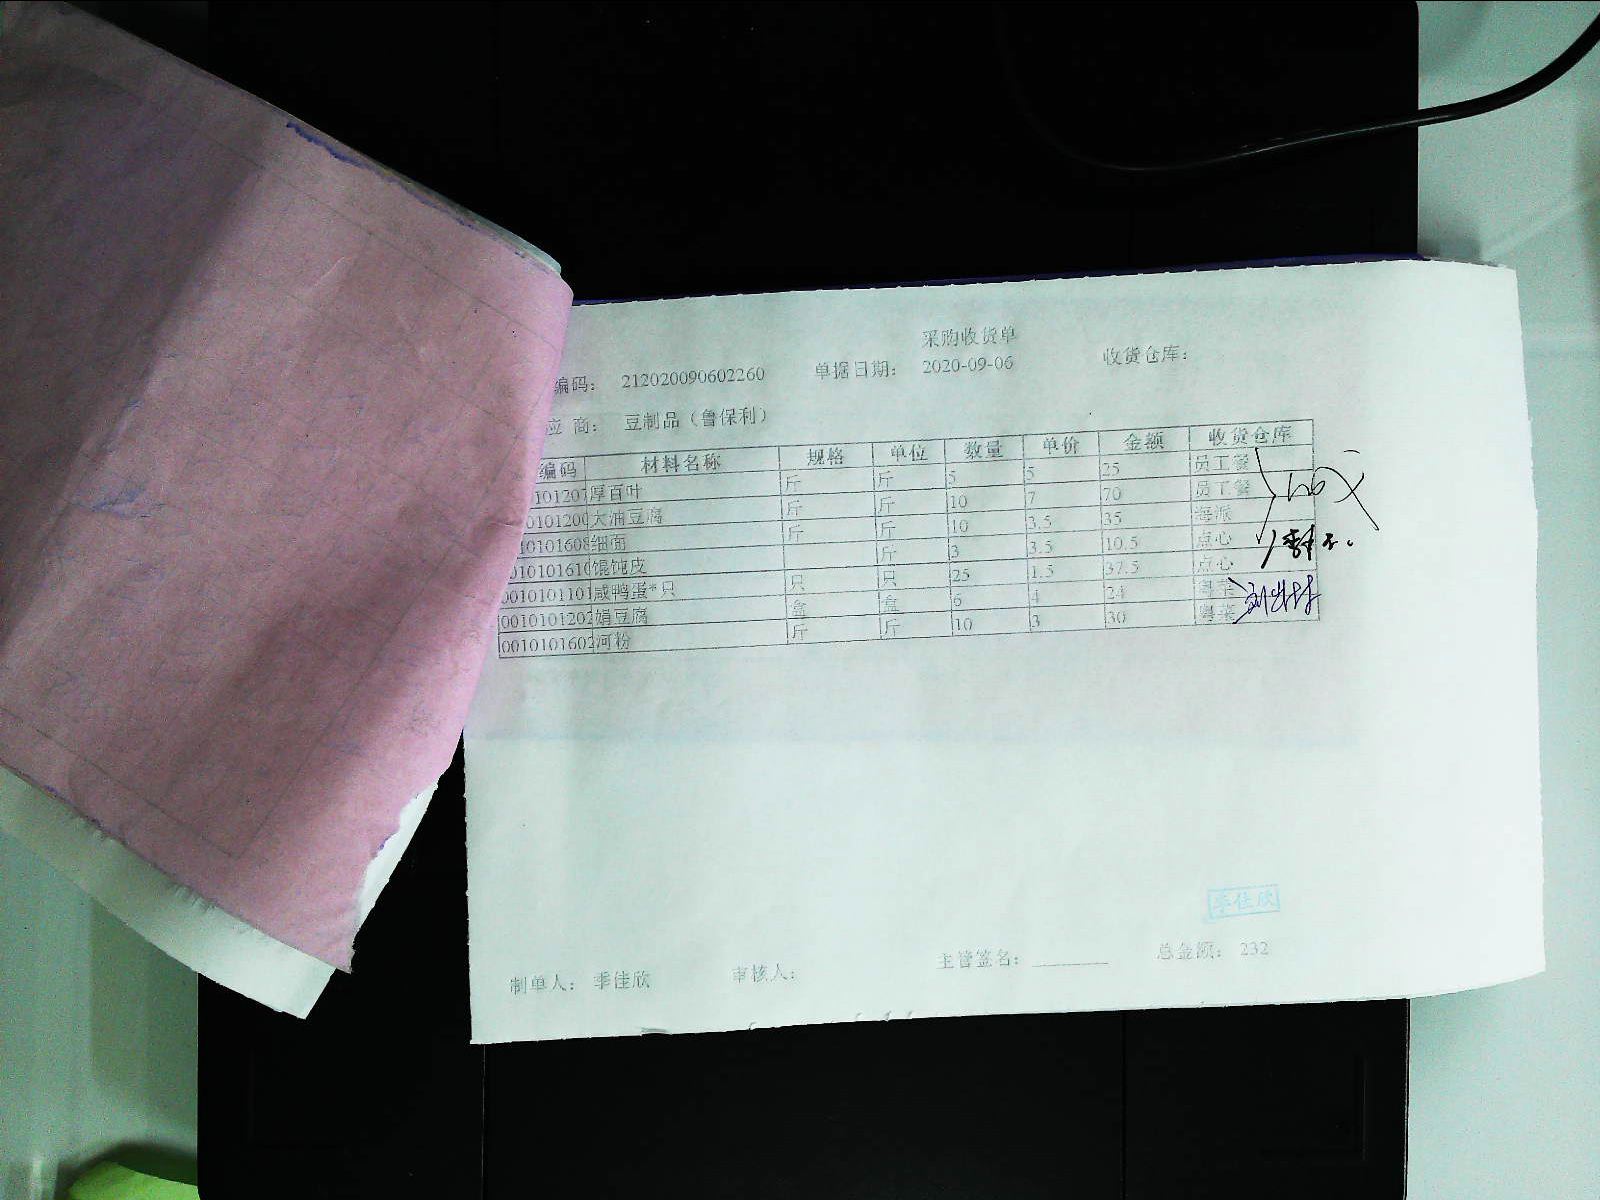 采购收货单
编码： 212020090602260 单据日期： 2020-09-06 收货仓库：
应 商： 豆制品（鲁保利）
编码 材料名称 规格 单位 数量 单价 金额 收货仓库
厚百叶 斤 斤 5 5 25 员工餐
大油豆腐 斤 斤 10 7 70 员工餐
细面 斤 斤 10 3.5 35 海派
馄饨皮 斤 3 3.5 10.5 点心
咸鸭蛋*只 只 只 25 1.5 37.5 点心
绢豆腐 盒 盒 6 4 24 粤菜
河粉 斤 斤 10 3 30 粤菜
季佳欣
制单人： 季佳欣 审核人： 主管签名： 总金额： 232